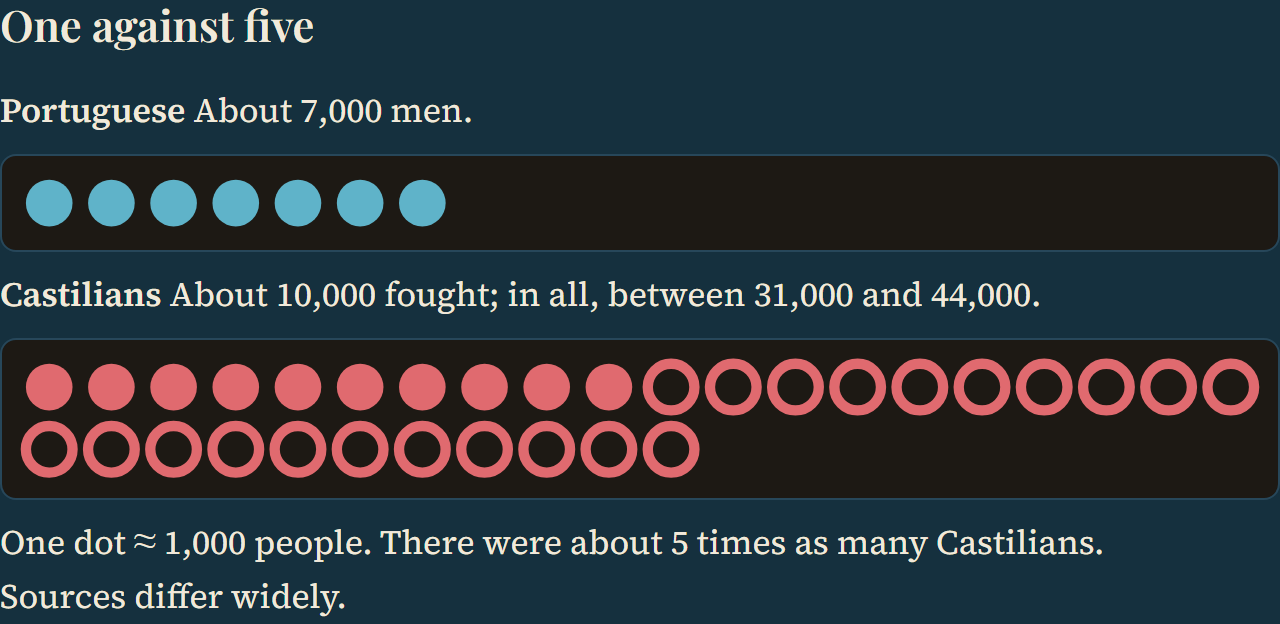 One against five
Portuguese About 7,000 men.
Castilians About 10,000 fought; in all, between 31,000 and 44,000.
One dot ≈ 1,000 people. There were about 5 times as many Castilians.
Sources differ widely.